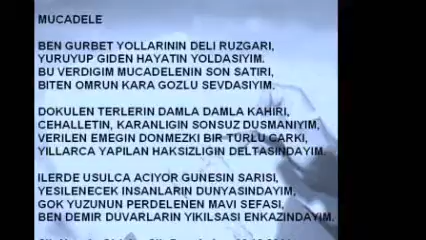 MUCADELE
BEN GURBET YOLLARININ DELI RUZGARI,
YURUYUP GIDEN HAYATIN YOLDASIYIM.
BU VERDIGIM MUCADELENIN SON SATIRI,
BITEN OMRUN KARA GOZLU SEVDASIYIM.
DOKULEN TERLERIN DAMLA DAMLA KAHIRI,
CEHALLETIN, KARANLIGIN SONSUZ DUSMANIYIM,
VERILEN EMEGIN DONMEZKI BIR TURLU CARKI,
YILLARCA YAPILAN HAKSIZLIGIN DELTASINDAYIM.
ILERDE USULCA ACIYOR GUNESIN SARISI,
YESILENECEK INSANLARIN DUNYASINDAYIM,
GOK YUZUNUN PERDELENEN MAVI SEFASI,
BEN DEMIR DUVARLARIN YIKILSASI ENKAZINDAYIM.